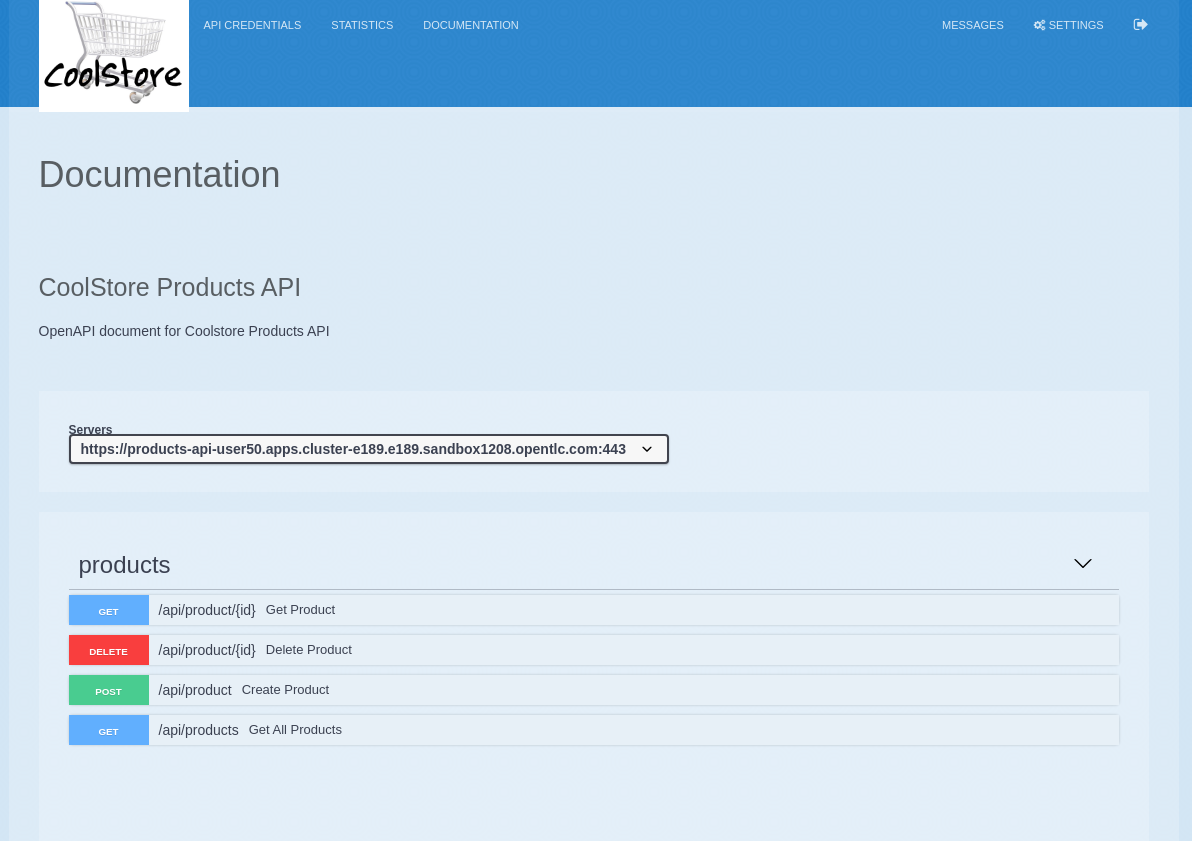 CoolStore
API CREDENTIALS STATISTICS DOCUMENTATION MESSAGES SETTINGS
Documentation
CoolStore Products API
OpenAPI document for Coolstore Products API
Servers
https://products-api-user50.apps.cluster-e189.e189.sandbox1208.opentlc.com:443
products
GET /api/product/{id} Get Product
DELETE /api/product/{id} Delete Product
POST /api/product Create Product
GET /api/products Get All Products